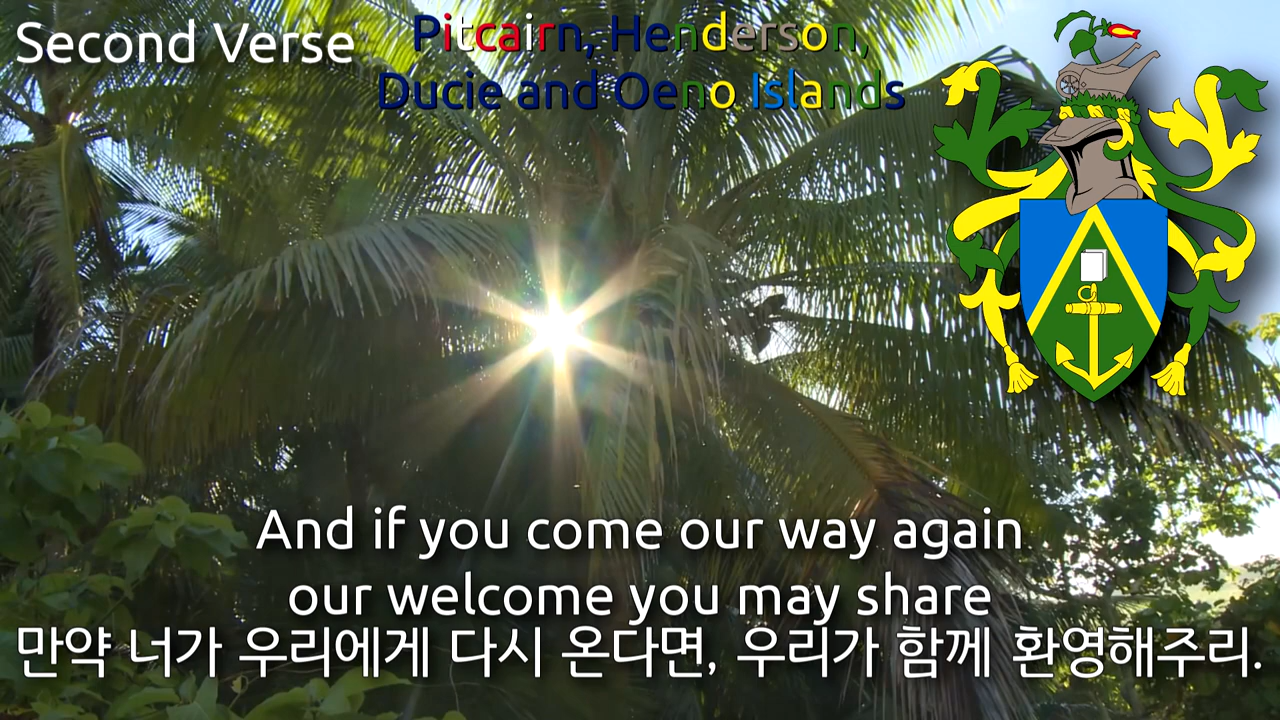 Second Verse
Pitcairn, Henderson,
Ducie and Oeno Islands
And if you come our way again
our welcome you may share
만약 너가 우리에게 다시 온다면, 우리가 함께 환영해주리.